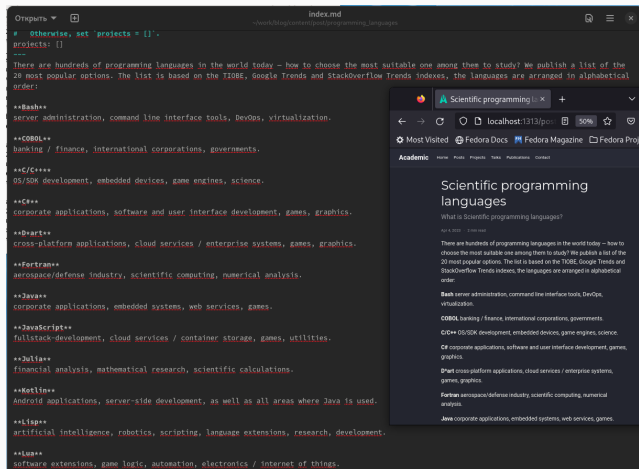 Открыть
index.md
~/work/blog/content/post/programming_languages
#   Otherwise, set `projects = []`.
projects: []
---
There are hundreds of programming languages in the world today — how to choose the most suitable one among them to study? We publish a list of the
20 most popular options. The list is based on the TIOBE, Google Trends and StackOverflow Trends indexes, the languages are arranged in alphabetical
order:
**Bash**
server administration, command line interface tools, DevOps, virtualization.
**COBOL**
banking / finance, international corporations, governments.
**C/C++**
OS/SDK development, embedded devices, game engines, science.
**C#**
corporate applications, software and user interface development, games, graphics.
**D*art**
cross-platform applications, cloud services / enterprise systems, games, graphics.
**Fortran**
aerospace/defense industry, scientific computing, numerical analysis.
**Java**
corporate applications, embedded systems, web services, games.
**JavaScript**
fullstack-development, cloud services / container storage, games, utilities.
**Julia**
financial analysis, mathematical research, scientific calculations.
**Kotlin**
Android applications, server-side development, as well as all areas where Java is used.
**Lisp**
artificial intelligence, robotics, scripting, language extensions, research, development.
**Lua**
software extensions, game logic, automation, electronics / internet of things.
Scientific programming la
localhost:1313/pos
50%
Most Visited Fedora Docs Fedora Magazine Fedora Proj
Academic Home Posts Projects Talks Publications Contact
Scientific programming
languages
What is Scientific programming languages?
There are hundreds of programming languages in the world today — how to
choose the most suitable one among them to study? We publish a list of the
20 most popular options. The list is based on the TIOBE, Google Trends and
StackOverflow Trends indexes, the languages are arranged in alphabetical
order:
Bash server administration, command line interface tools, DevOps,
virtualization.
COBOL banking / finance, international corporations, governments.
C/C++ OS/SDK development, embedded devices, game engines, science.
C# corporate applications, software and user interface development, games,
graphics.
D*art cross-platform applications, cloud services / enterprise systems,
games, graphics.
Fortran aerospace/defense industry, scientific computing, numerical
analysis.
Java corporate applications, embedded systems, web services, games.